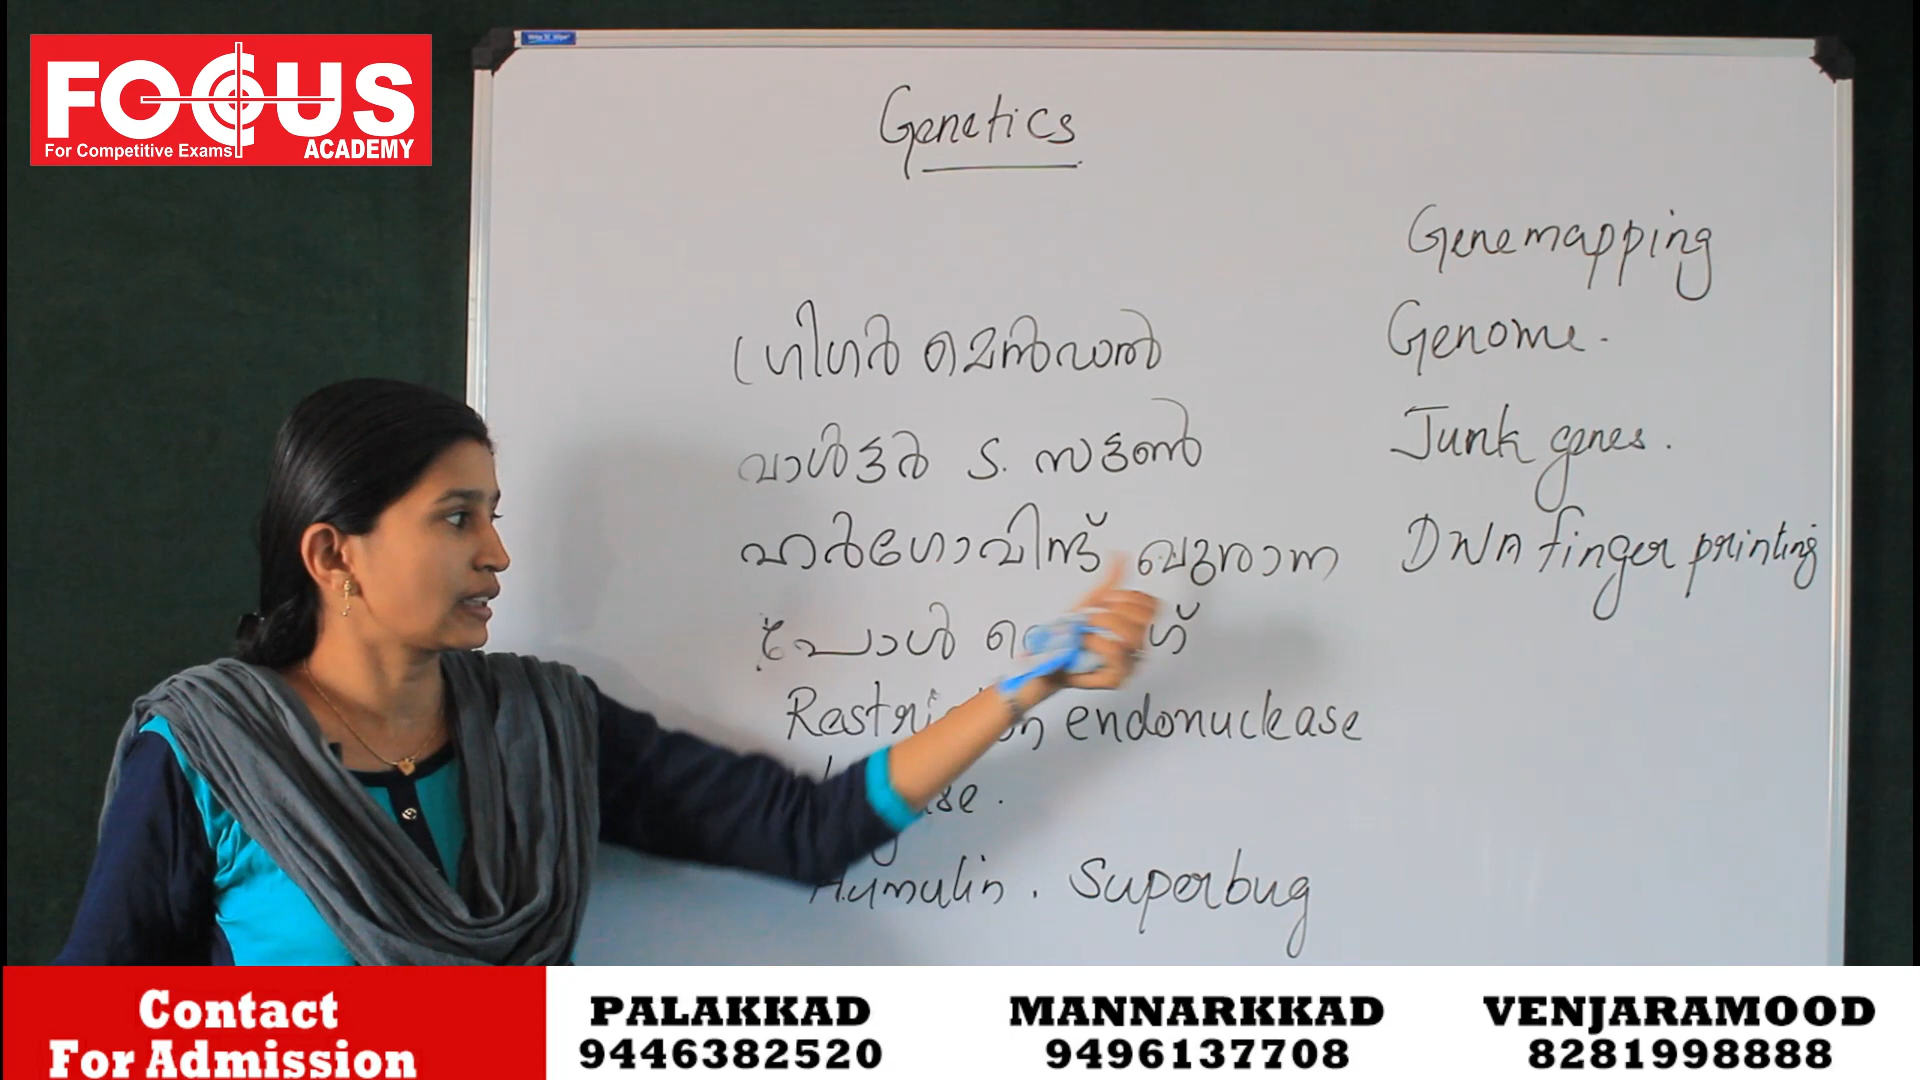 FOCUS
For Competitive Exams ACADEMY
Genetics
Genemapping
Genome.
Junk genes.
DNA finger printing
ഗ്രിഗർ മെൻഡൽ
വാൾട്ടർ S. സട്ടൺ
ഹർഗോവിന്ദ് ഖുരാന
പോൾ
endonuclease
Humulin . Superbug
Contact
For Admission
PALAKKAD
9446382520
MANNARKKAD
9496137708
VENJARAMOOD
8281998888